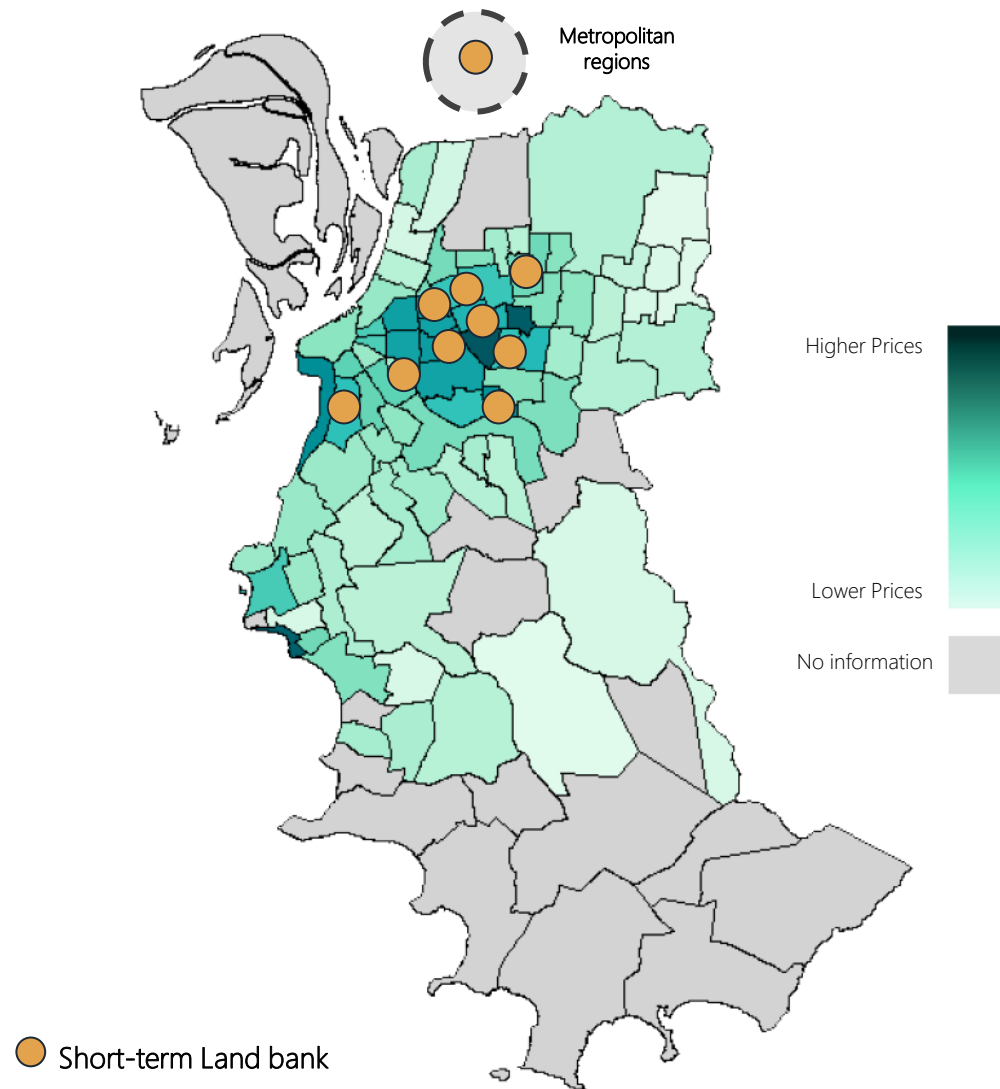 Metropolitan
regions
Higher Prices
Lower Prices
No information
Short-term Land bank